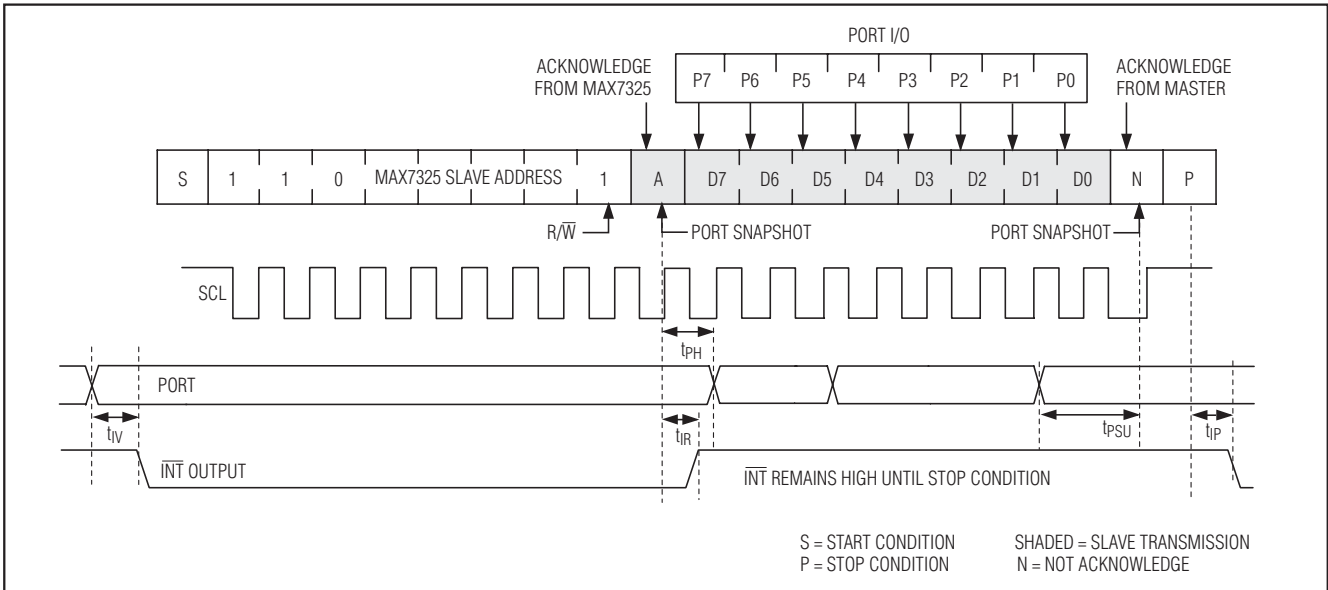 PORT I/O
ACKNOWLEDGE
FROM MAX7325
P7 P6 P5 P4 P3 P2 P1 P0
ACKNOWLEDGE
FROM MASTER
S 1 1 0 MAX7325 SLAVE ADDRESS 1 A D7 D6 D5 D4 D3 D2 D1 D0 N P
R/W̅
PORT SNAPSHOT
PORT SNAPSHOT
SCL
tPH
PORT
tIV
tIR
tPSU
tIP
I̅N̅T̅ OUTPUT
I̅N̅T̅ REMAINS HIGH UNTIL STOP CONDITION
S = START CONDITION
P = STOP CONDITION
SHADED = SLAVE TRANSMISSION
N = NOT ACKNOWLEDGE